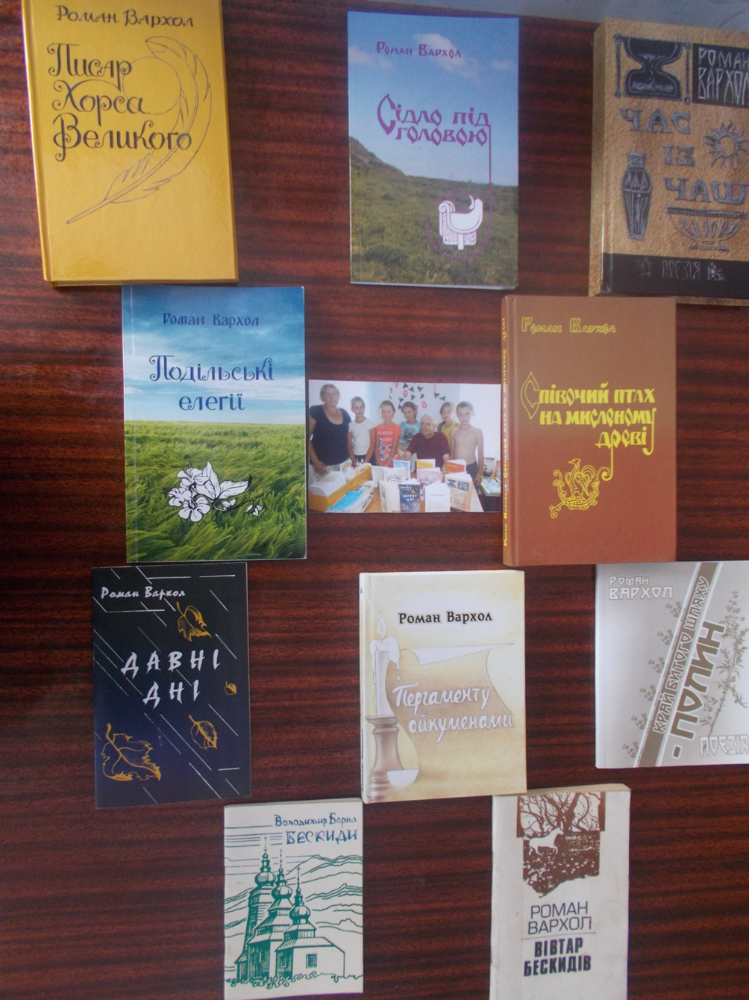 Роман Вархол
Писар
Хорса
Великого
Роман Вархол
Сідло під
головою
РОМАН
ВАРХОЛ
ЧАС
ІЗ
ЧАШ
ПОЕЗІЯ
Роман Вархол
Подільські
елегії
Роман Вархол
Співочий птах
на мисленому
древі
ДАВНІ
ДНІ
Роман Вархол
ДАВНІ
ДНІ
Роман Вархол
Пергаменту
ойкуменами
РОМАН
ВАРХОЛ
КРАЙ БИТОГО ШЛЯХУ
- ПОЛИН
ПОЕЗІЯ
Володимир Барна
БЕСКИДИ
РОМАН
ВАРХОЛ
ВІВТАР
БЕСКИДІВ